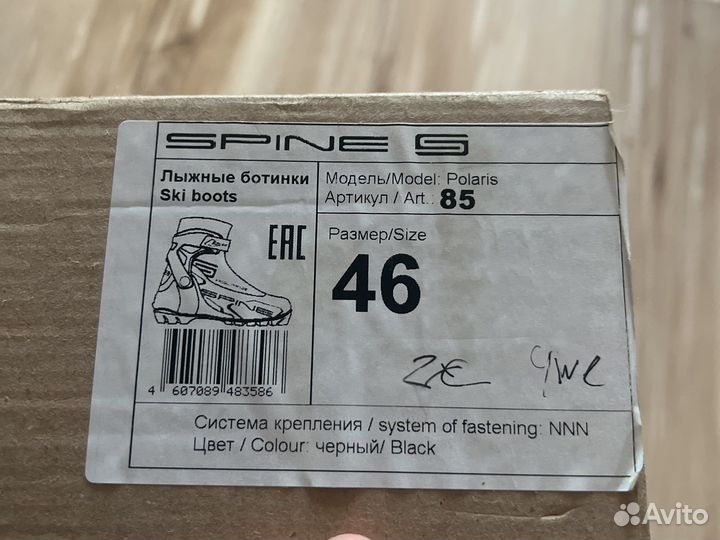 SPINE S
Лыжные ботинки
Ski boots
Модель/Model: Polaris
Артикул / Art.: 85
EAC
Размер/Size
46
SPINE
4 607089 483586
Система крепления / system of fastening: NNN
Цвет / Colour: черный/ Black
Avito